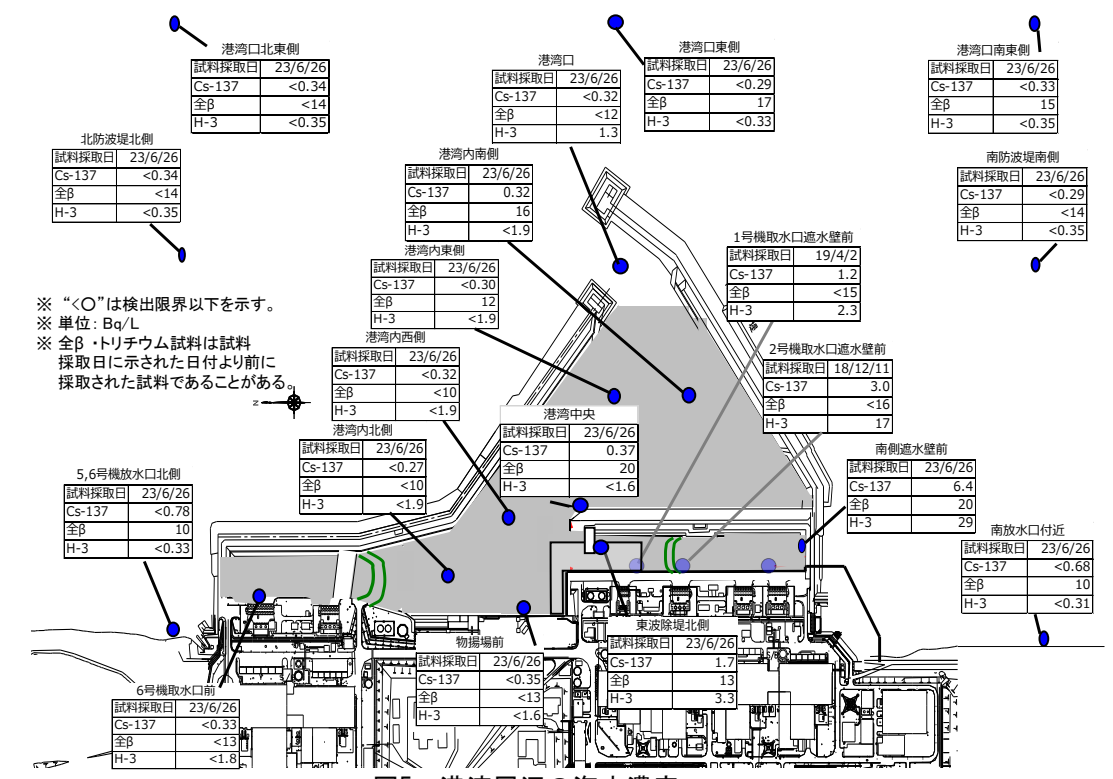 港湾口北東側
試料採取日 23/6/26
Cs-137 <0.34
全β <14
H-3 <0.35
港湾口
試料採取日 23/6/26
Cs-137 <0.32
全β <12
H-3 1.3
港湾口東側
試料採取日 23/6/26
Cs-137 <0.29
全β 17
H-3 <0.33
港湾口南東側
試料採取日 23/6/26
Cs-137 <0.33
全β 15
H-3 <0.35
北防波堤北側
試料採取日 23/6/26
Cs-137 <0.34
全β <14
H-3 <0.35
港湾内南側
試料採取日 23/6/26
Cs-137 0.32
全β 16
H-3 <1.9
南防波堤南側
試料採取日 23/6/26
Cs-137 <0.29
全β <14
H-3 <0.35
港湾内東側
試料採取日 23/6/26
Cs-137 <0.30
全β 12
H-3 <1.9
1号機取水口遮水壁前
試料採取日 19/4/2
Cs-137 1.2
全β <15
H-3 2.3
※ “<○”は検出限界以下を示す。
※ 単位: Bq/L
※ 全β・トリチウム試料は試料
採取日に示された日付より前に
採取された試料であることがある。
N
港湾内西側
試料採取日 23/6/26
Cs-137 <0.32
全β <10
H-3 <1.9
2号機取水口遮水壁前
試料採取日 18/12/11
Cs-137 3.0
全β <16
H-3 17
港湾中央
試料採取日 23/6/26
Cs-137 0.37
全β 20
H-3 <1.6
港湾内北側
試料採取日 23/6/26
Cs-137 <0.27
全β <10
H-3 <1.9
南側遮水壁前
試料採取日 23/6/26
Cs-137 6.4
全β 20
H-3 29
5,6号機放水口北側
試料採取日 23/6/26
Cs-137 <0.78
全β 10
H-3 <0.33
南放水口付近
試料採取日 23/6/26
Cs-137 <0.68
全β 10
H-3 <0.31
東波除堤北側
試料採取日 23/6/26
Cs-137 1.7
全β 13
H-3 3.3
物揚場前
試料採取日 23/6/26
Cs-137 <0.35
全β <13
H-3 <1.6
6号機取水口前
試料採取日 23/6/26
Cs-137 <0.33
全β <13
H-3 <1.8